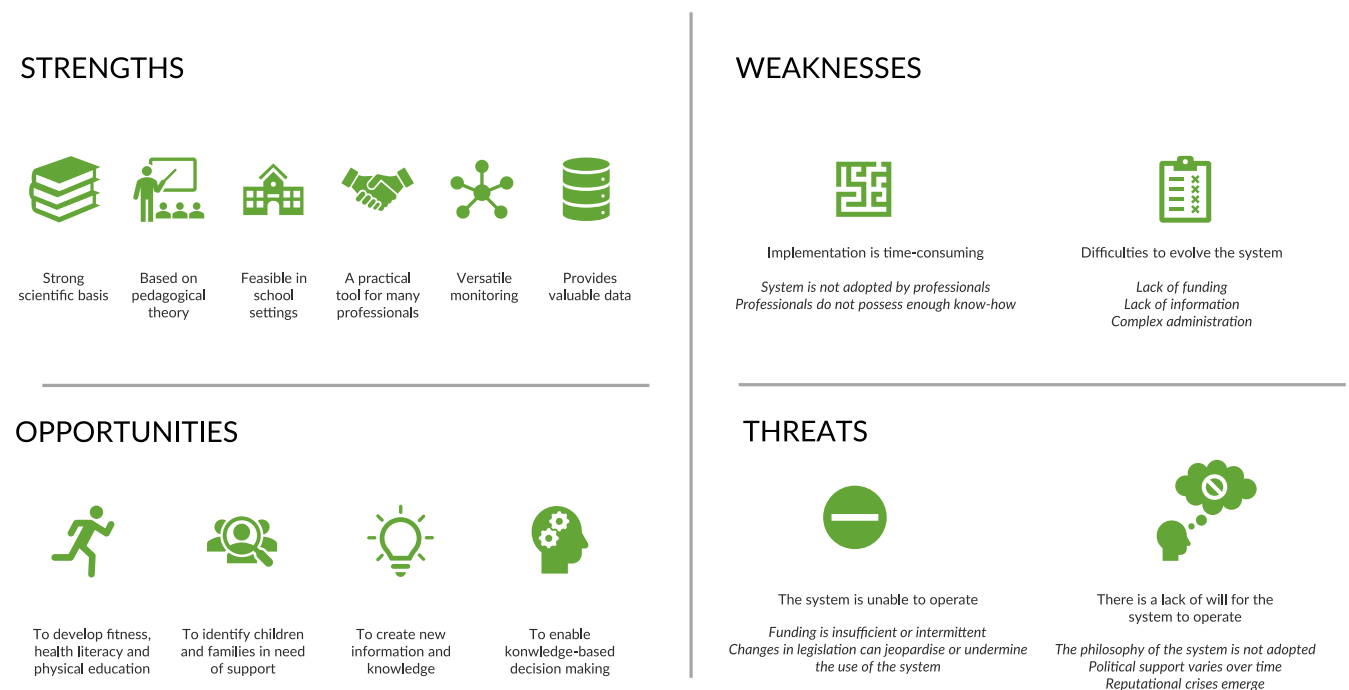 STRENGTHS
Strong
scientific basis
Based on
pedagogical
theory
Feasible in
school
settings
A practical
tool for many
professionals
Versatile
monitoring
Provides
valuable data
WEAKNESSES
Implementation is time-consuming
System is not adopted by professionals
Professionals do not possess enough know-how
Difficulties to evolve the system
Lack of funding
Lack of information
Complex administration
OPPORTUNITIES
To develop fitness,
health literacy and
physical education
To identify children
and families in need
of support
To create new
information and
knowledge
To enable
konwledge-based
decision making
THREATS
The system is unable to operate
Funding is insufficient or intermittent
Changes in legislation can jeopardise or undermine
the use of the system
There is a lack of will for the
system to operate
The philosophy of the system is not adopted
Political support varies over time
Reputational crises emerge